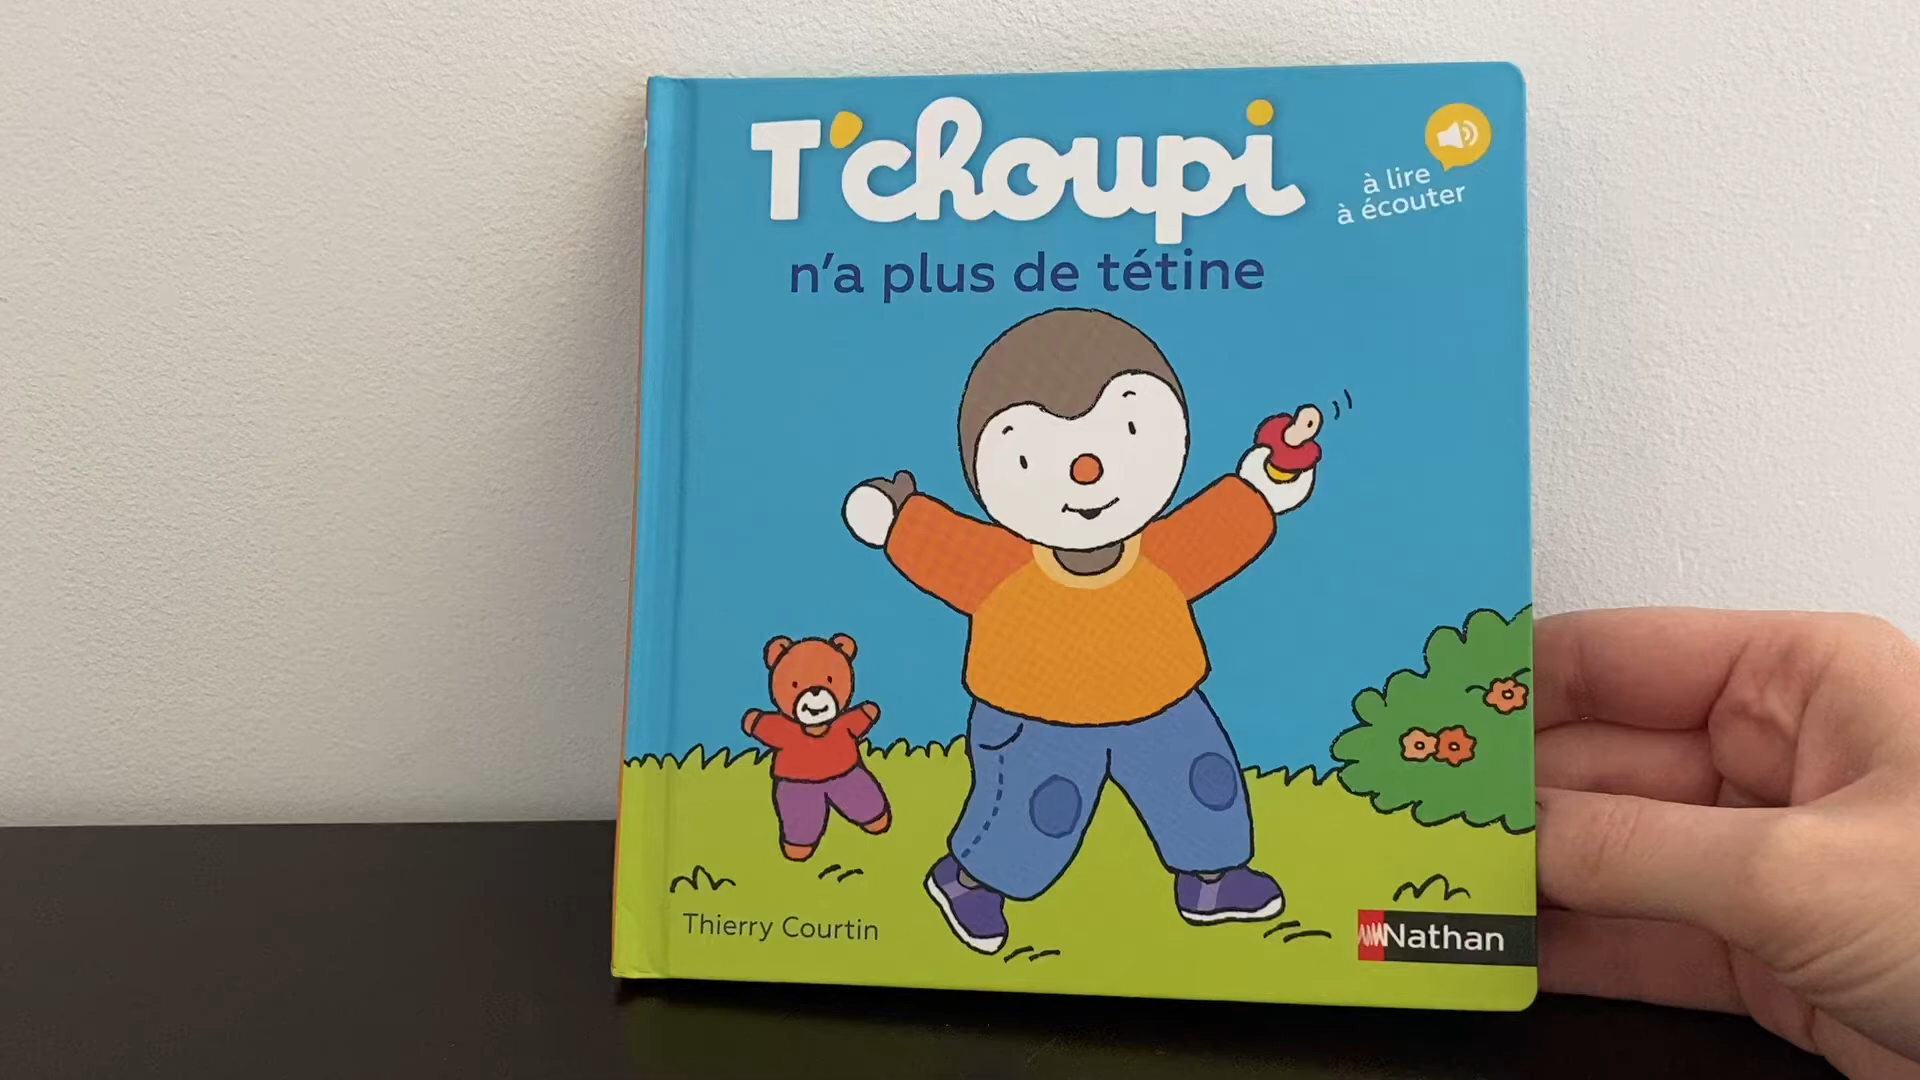 T'choupi
à lire
à écouter
n'a plus de tétine
Thierry Courtin
Nathan